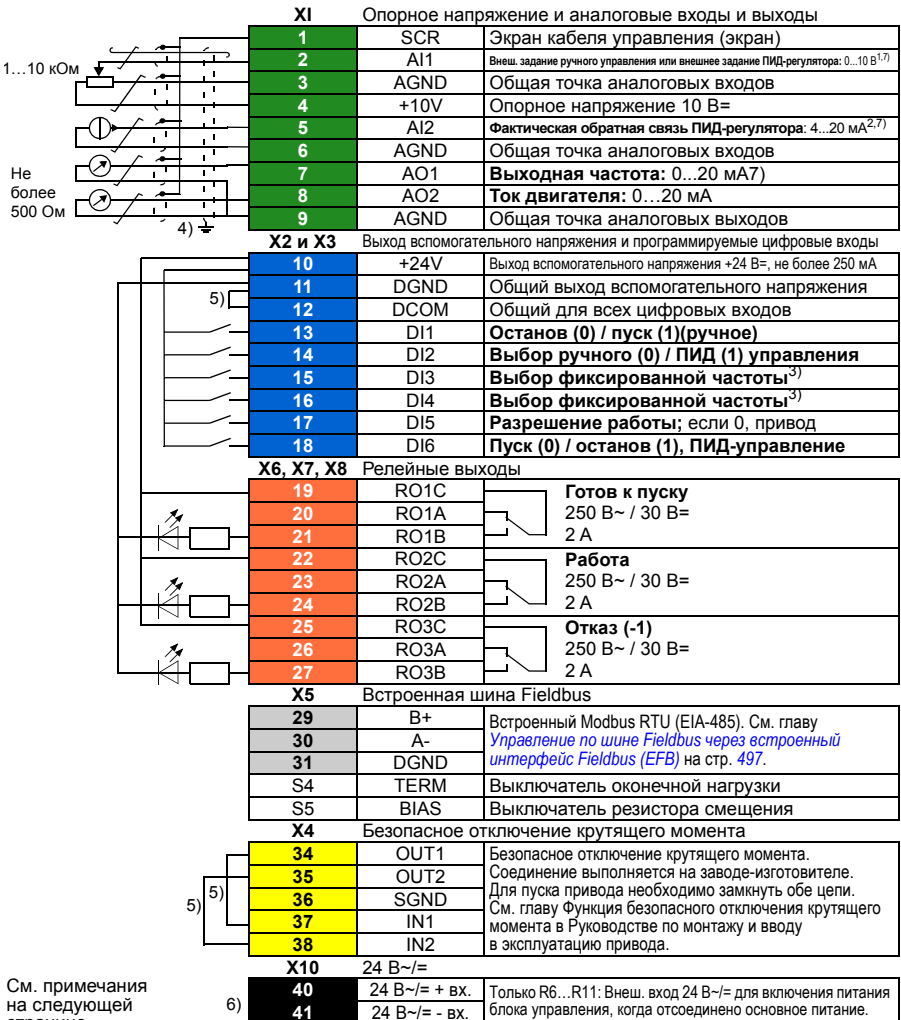 XI Опорное напряжение и аналоговые входы и выходы
1 SCR Экран кабеля управления (экран)
2 AI1 Внеш. задание ручного управления или внешнее задание ПИД-регулятора: 0...10 В1,7)
1…10 кОм
3 AGND Общая точка аналоговых входов
4 +10V Опорное напряжение 10 В=
5 AI2 Фактическая обратная связь ПИД-регулятора: 4...20 мА2,7)
6 AGND Общая точка аналоговых входов
7 AO1 Выходная частота: 0...20 мА7)
Не
более
500 Ом
8 AO2 Ток двигателя: 0…20 мА
9 AGND Общая точка аналоговых выходов
4)
X2 и X3 Выход вспомогательного напряжения и программируемые цифровые входы
10 +24V Выход вспомогательного напряжения +24 В=, не более 250 мА
11 DGND Общий выход вспомогательного напряжения
5)
12 DCOM Общий для всех цифровых входов
13 DI1 Останов (0) / пуск (1)(ручное)
14 DI2 Выбор ручного (0) / ПИД (1) управления
15 DI3 Выбор фиксированной частоты3)
16 DI4 Выбор фиксированной частоты3)
17 DI5 Разрешение работы; если 0, привод
18 DI6 Пуск (0) / останов (1), ПИД-управление
X6, X7, X8 Релейные выходы
19 RO1C Готов к пуску
20 RO1A 250 В~ / 30 В=
21 RO1B 2 А
22 RO2C Работа
23 RO2A 250 В~ / 30 В=
24 RO2B 2 А
25 RO3C Отказ (-1)
26 RO3A 250 В~ / 30 В=
27 RO3B 2 А
X5 Встроенная шина Fieldbus
29 B+ Встроенный Modbus RTU (EIA-485). См. главу
30 A- Управление по шине Fieldbus через встроенный
31 DGND интерфейс Fieldbus (EFB) на стр. 497.
S4 TERM Выключатель оконечной нагрузки
S5 BIAS Выключатель резистора смещения
X4 Безопасное отключение крутящего момента
34 OUT1 Безопасное отключение крутящего момента.
35 OUT2 Соединение выполняется на заводе-изготовителе.
5) 5)
36 SGND Для пуска привода необходимо замкнуть обе цепи.
37 IN1 См. главу Функция безопасного отключения крутящего
момента в Руководстве по монтажу и вводу
38 IN2 в эксплуатацию привода.
X10 24 В~/=
40 24 В~/= + вх. Только R6…R11: Внеш. вход 24 В~/= для включения питания
41 24 В~/= - вх. блока управления, когда отсоединено основное питание.
6)
См. примечания
на следующей
странице